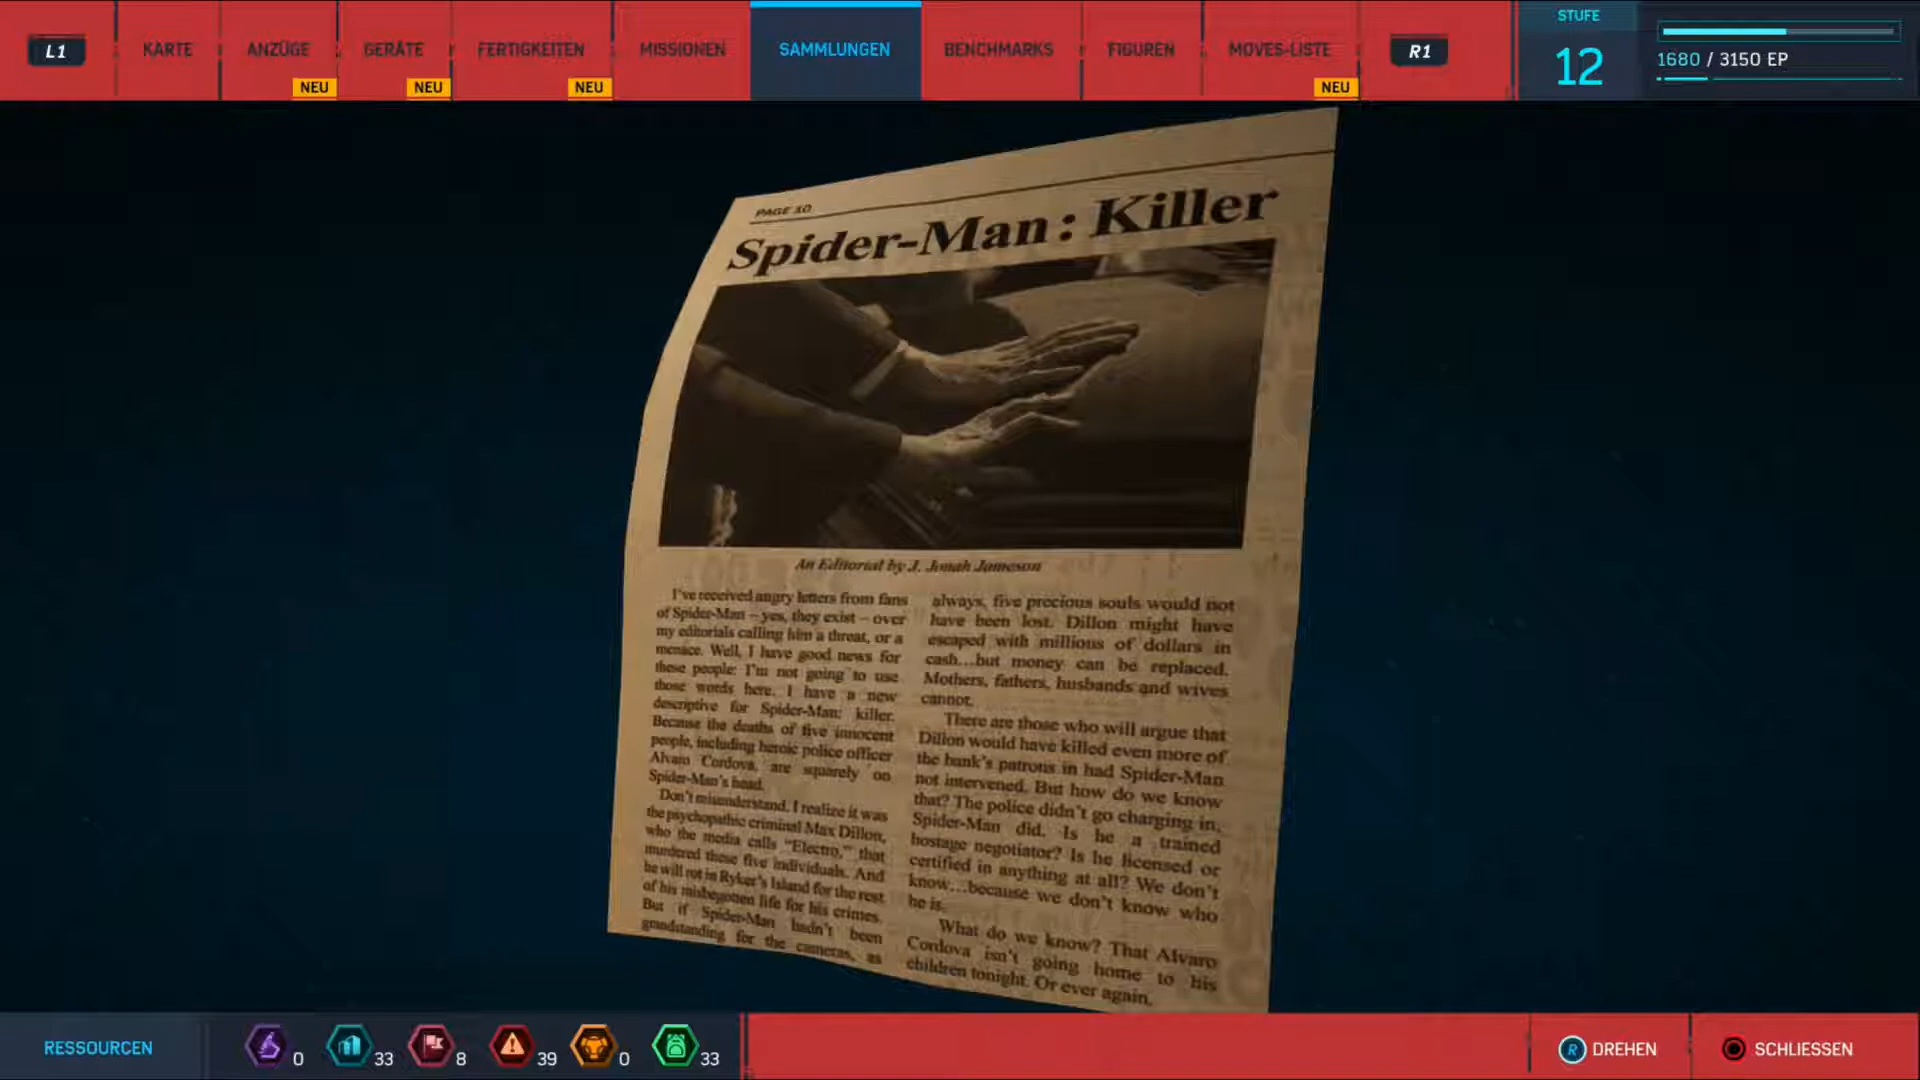 L1
KARTE
ANZÜGE
NEU
GERÄTE
NEU
FERTIGKEITEN
NEU
MISSIONEN
SAMMLUNGEN
BENCHMARKS
FIGUREN
MOVES-LISTE
NEU
R1
STUFE
12
1680 / 3150 EP
PAGE 10
Spider-Man: Killer
An Editorial by J. Jonah Jameson
I've received angry letters from fans
of Spider-Man – yes, they exist – over
my editorials calling him a threat, or a
menace. Well, I have good news for
these people: I'm not going to use
those words here. I have a new
descriptive for Spider-Man: killer.
Because the deaths of five innocent
people, including heroic police officer
Alvaro Cordova, are squarely on
Spider-Man's head.
Don't misunderstand. I realize it was
the psychopathic criminal Max Dillon,
who the media calls "Electro," that
murdered these five individuals. And
he will rot in Ryker's Island for the rest
of his misbegotten life for his crimes.
But if Spider-Man hadn't been
grandstanding for the cameras, as
always, five precious souls would not
have been lost. Dillon might have
escaped with millions of dollars in
cash...but money can be replaced.
Mothers, fathers, husbands and wives
cannot.
There are those who will argue that
Dillon would have killed even more of
the bank's patrons in had Spider-Man
not intervened. But how do we know
that? The police didn't go charging in,
Spider-Man did. Is he a trained
hostage negotiator? Is he licensed or
certified in anything at all? We don't
know...because we don't know who
he is.
What do we know? That Alvaro
Cordova isn't going home to his
children tonight. Or ever again.
RESSOURCEN
0
33
8
39
0
33
R DREHEN
SCHLIESSEN